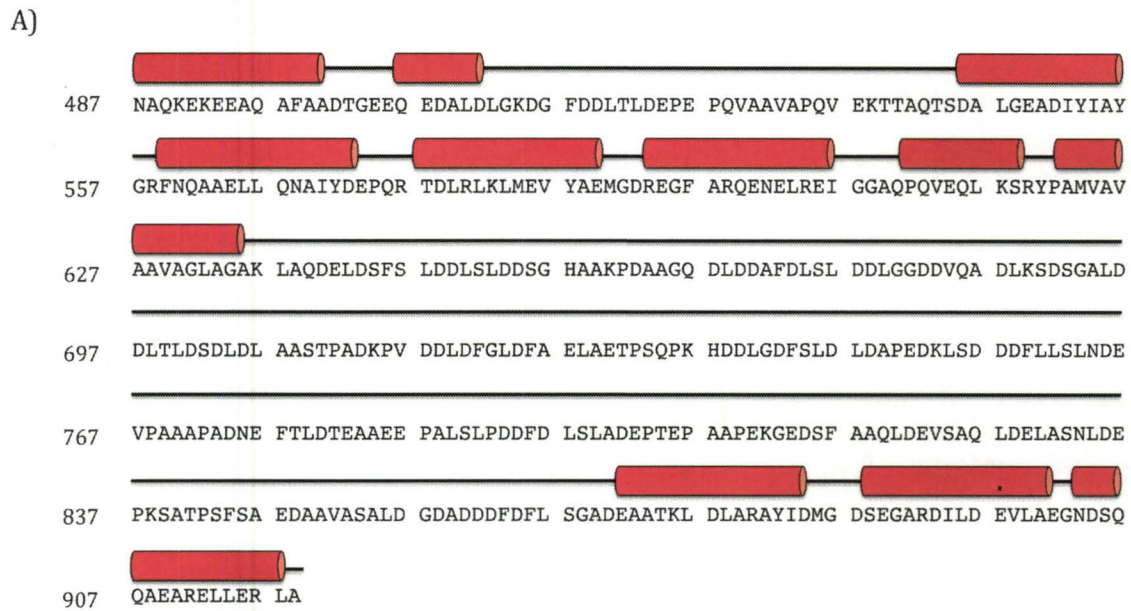 A)
487 NAQKEKEEAQ AFAADTGEEQ EDALDLGKDG FDDLTLDEPE PQVAAVAPQV EKTTAQTSDA LGEADIYIAY
557 GRFNQAAELL QNAIYDEPQR TDLRLKLMEV YAEMGDREGF ARQENELREI GGAQPQVEQL KSRYPAMVAV
627 AAVAGLAGAK LAQDELDSFS LDDLSLDDSG HAAKPDAAGQ DLDDAFDLSL DDLGGDDVQA DLKSDSGALD
697 DLTLDSDLDL AASTPADKPV DDLDFGLDFA ELAETPSQPK HDDLGDFSLD LDAPEDKLSD DDFLLSLNDE
767 VPAAAPADNE FTLDTEAAEE PALSLPDDFD LSLADEPTEP AAPEKGEDSF AAQLDEVSAQ LDELASNLDE
837 PKSATPSFSA EDAAVASALD GDADDDFDFL SGADEAATKL DLARAYIDMG DSEGARDILD EVLAEGNDSQ
907 QAEARELLER LA